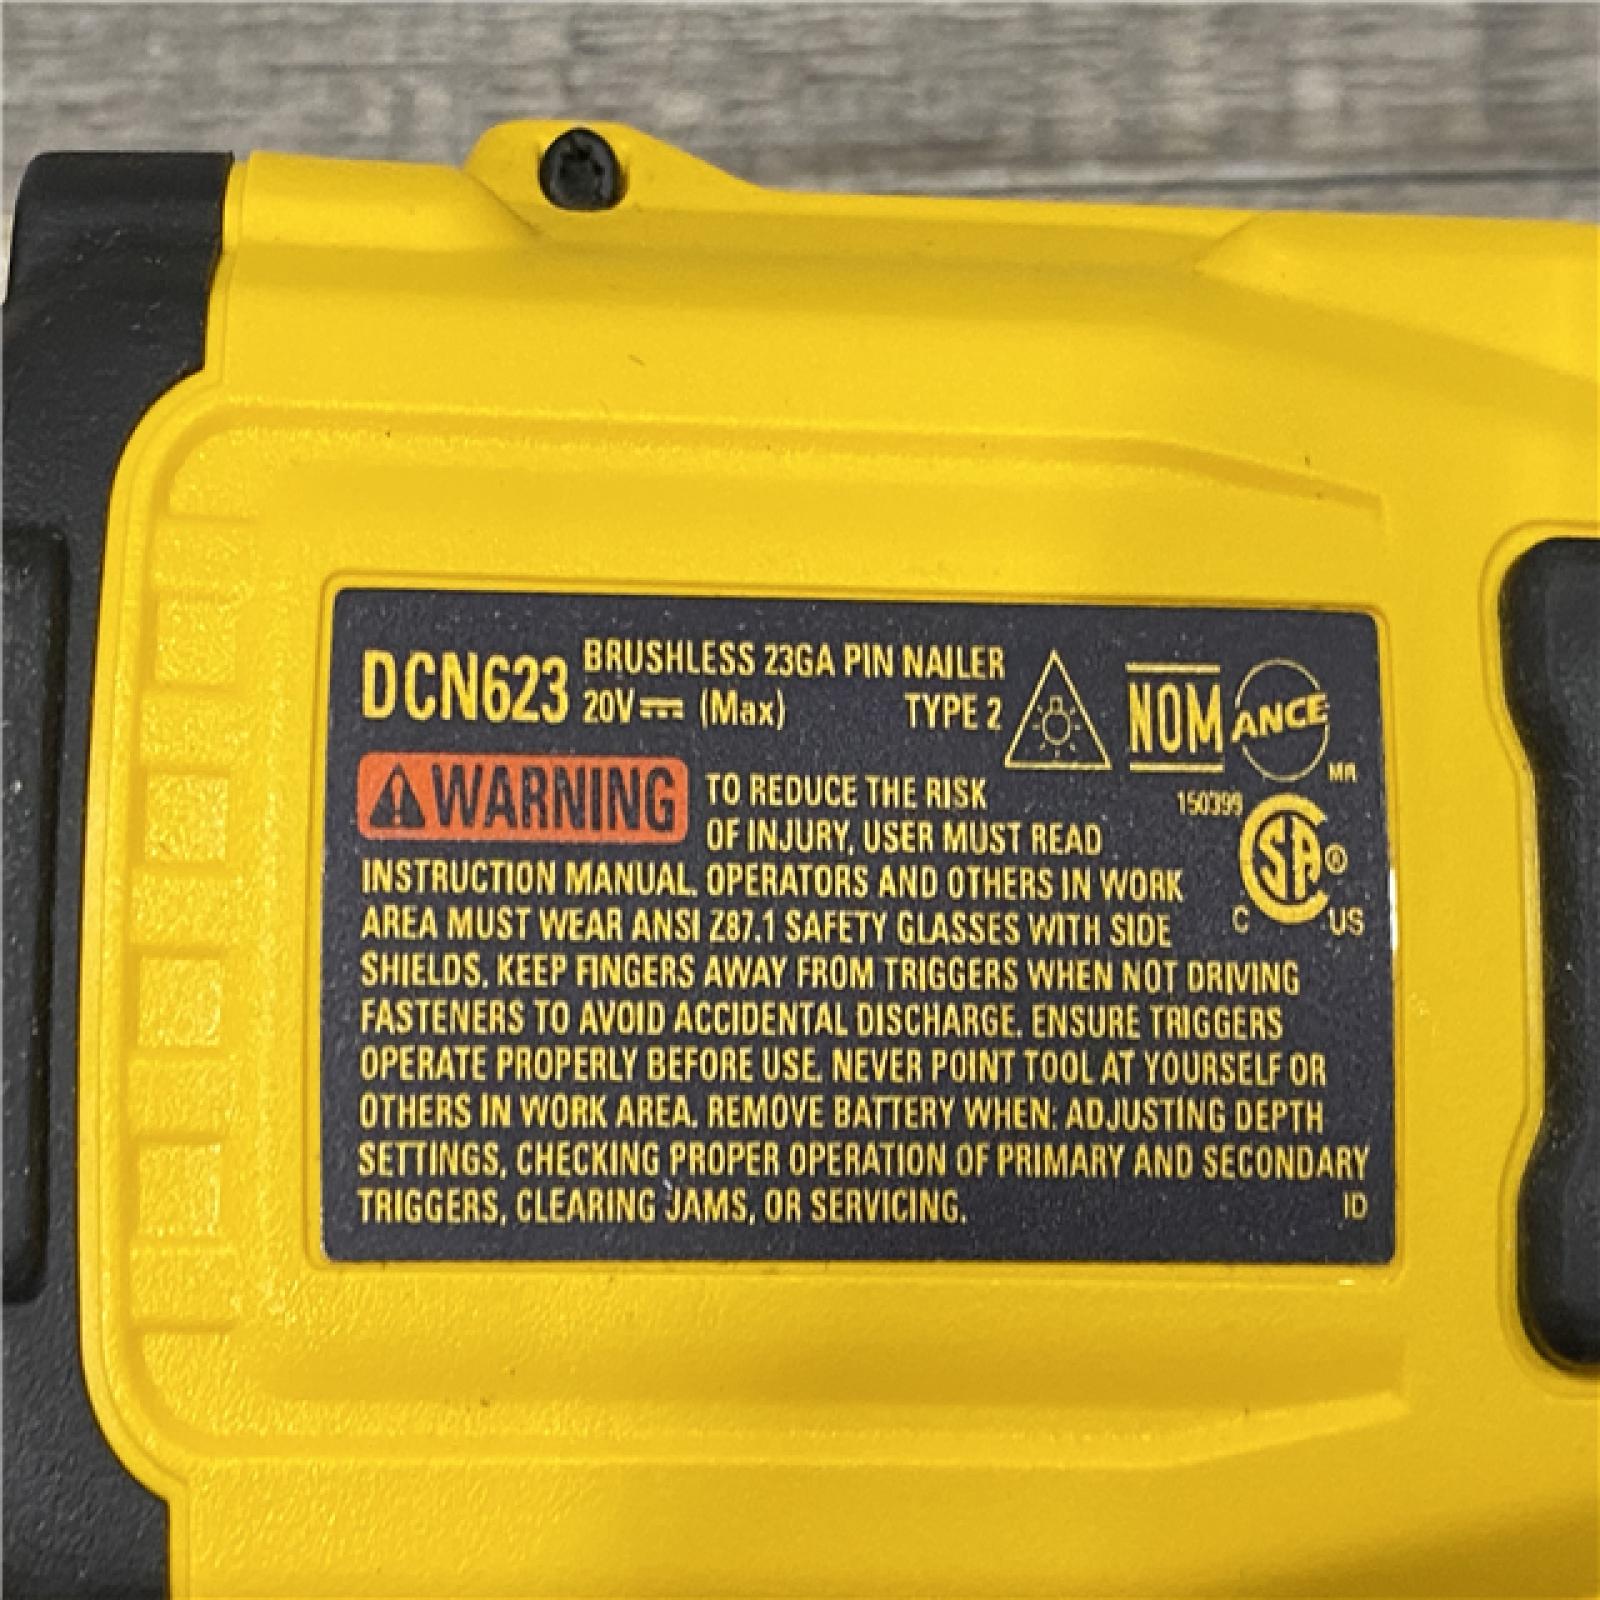 DCN623 BRUSHLESS 23GA PIN NAILER
20V⎓ (Max) TYPE 2
NOM ANCE
MR
WARNING TO REDUCE THE RISK
150399
OF INJURY, USER MUST READ
SA®
INSTRUCTION MANUAL. OPERATORS AND OTHERS IN WORK
C US
AREA MUST WEAR ANSI Z87.1 SAFETY GLASSES WITH SIDE
SHIELDS. KEEP FINGERS AWAY FROM TRIGGERS WHEN NOT DRIVING
FASTENERS TO AVOID ACCIDENTAL DISCHARGE. ENSURE TRIGGERS
OPERATE PROPERLY BEFORE USE. NEVER POINT TOOL AT YOURSELF OR
OTHERS IN WORK AREA. REMOVE BATTERY WHEN: ADJUSTING DEPTH
SETTINGS, CHECKING PROPER OPERATION OF PRIMARY AND SECONDARY
TRIGGERS, CLEARING JAMS, OR SERVICING. ID